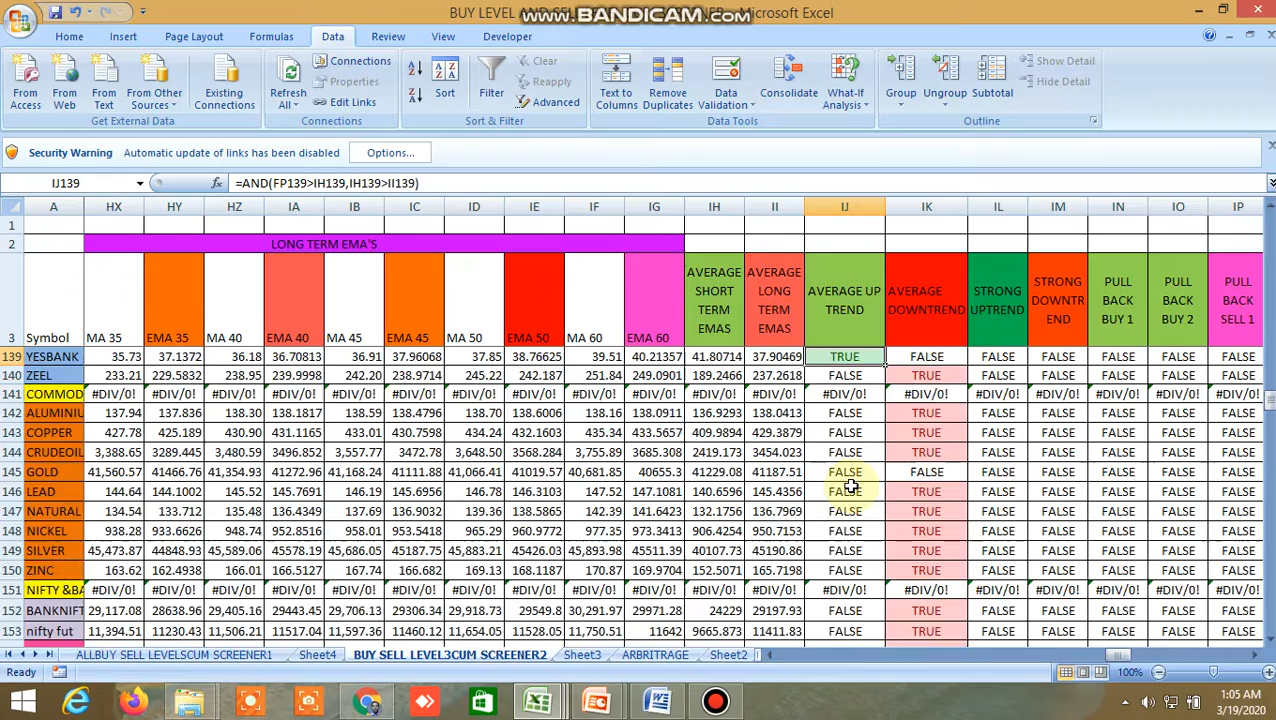 BUY LEVEL AN
www.BANDICAM.com
- Microsoft Excel
Home Insert Page Layout Formulas Data Review View Developer
From Access
From Web
From Text
From Other Sources
Existing Connections
Get External Data
Refresh All
Connections
Properties
Edit Links
Connections
Sort
Filter
Clear
Reapply
Advanced
Sort & Filter
Text to Columns
Remove Duplicates
Data Validation
Consolidate
What-If Analysis
Data Tools
Group
Ungroup
Subtotal
Show Detail
Hide Detail
Outline
Security Warning Automatic update of links has been disabled Options...
IJ139 fx =AND(FP139>IH139,IH139>II139)
A HX HY HZ IA IB IC ID IE IF IG IH II IJ IK IL IM IN IO IP
1
2 LONG TERM EMA'S
3 Symbol MA 35 EMA 35 MA 40 EMA 40 MA 45 EMA 45 MA 50 EMA 50 MA 60 EMA 60 AVERAGE SHORT TERM EMAS AVERAGE LONG TERM EMAS AVERAGE UP TREND AVERAGE DOWNTREND STRONG UPTREND STRONG DOWNTR END PULL BACK BUY 1 PULL BACK BUY 2 PULL BACK SELL 1
139 YESBANK 35.73 37.1372 36.18 36.70813 36.91 37.96068 37.85 38.76625 39.51 40.21357 41.80714 37.90469 TRUE FALSE FALSE FALSE FALSE FALSE FALSE
140 ZEEL 233.21 229.5832 238.95 239.9998 242.20 238.9714 245.22 242.187 251.84 249.0901 189.2466 237.2618 FALSE TRUE FALSE FALSE FALSE FALSE FALSE
141 COMMOD #DIV/0! #DIV/0! #DIV/0! #DIV/0! #DIV/0! #DIV/0! #DIV/0! #DIV/0! #DIV/0! #DIV/0! #DIV/0! #DIV/0! #DIV/0! #DIV/0! #DIV/0! #DIV/0! #DIV/0! #DIV/0! #DIV/0!
142 ALUMINIU 137.94 137.836 138.30 138.1817 138.59 138.4796 138.70 138.6006 138.16 138.0911 136.9293 138.0413 FALSE TRUE FALSE FALSE FALSE FALSE FALSE
143 COPPER 427.78 425.189 430.90 431.1165 433.01 430.7598 434.24 432.1603 435.34 433.5657 409.9894 429.3879 FALSE TRUE FALSE FALSE FALSE FALSE FALSE
144 CRUDEOIL 3,388.65 3289.445 3,480.60 3496.852 3,557.77 3472.78 3,648.50 3568.284 3,755.89 3685.308 2419.173 3454.023 FALSE TRUE FALSE FALSE FALSE FALSE FALSE
145 GOLD 41,560.57 41466.76 41,354.93 41272.96 41,168.24 41111.88 41,066.41 41019.57 40,681.85 40655.3 41229.08 41187.51 FALSE FALSE FALSE FALSE FALSE FALSE FALSE
146 LEAD 144.64 144.1002 145.52 145.7691 146.19 145.6956 146.78 146.3103 147.52 147.1081 140.6596 145.4356 FALSE TRUE FALSE FALSE FALSE FALSE FALSE
147 NATURAL 134.54 133.712 135.48 136.4349 137.69 136.9032 139.36 138.5865 142.39 141.6423 132.1756 136.7969 FALSE TRUE FALSE FALSE FALSE FALSE FALSE
148 NICKEL 938.28 933.6626 948.74 952.8516 958.31 953.5418 965.29 960.9772 977.35 973.3413 906.4254 950.7153 FALSE TRUE FALSE FALSE FALSE FALSE FALSE
149 SILVER 45,473.87 44848.93 45,589.06 45578.19 45,686.05 45187.75 45,883.21 45426.03 45,893.98 45511.39 40107.73 45190.86 FALSE TRUE FALSE FALSE FALSE FALSE FALSE
150 ZINC 163.62 162.4938 166.01 166.5127 167.74 166.682 169.54 168.1187 170.87 169.9704 152.5071 165.7198 FALSE TRUE FALSE FALSE FALSE FALSE FALSE
151 NIFTY &BA #DIV/0! #DIV/0! #DIV/0! #DIV/0! #DIV/0! #DIV/0! #DIV/0! #DIV/0! #DIV/0! #DIV/0! #DIV/0! #DIV/0! #DIV/0! #DIV/0! #DIV/0! #DIV/0! #DIV/0! #DIV/0! #DIV/0!
152 BANKNIFT 29,117.08 28638.96 29,405.16 29443.45 29,706.13 29306.34 29,918.73 29549.8 30,291.97 29971.28 24229 29197.93 FALSE TRUE FALSE FALSE FALSE FALSE FALSE
153 nifty fut 11,394.51 11230.43 11,506.21 11517.04 11,597.36 11460.12 11,654.05 11528.05 11,750.51 11642 9665.873 11411.83 FALSE TRUE FALSE FALSE FALSE FALSE FALSE
ALLBUY SELL LEVELSCUM SCREENER1 Sheet4 BUY SELL LEVEL3CUM SCREENER2 Sheet3 ARBRITRAGE Sheet2
Ready 100%
1:05 AM
3/19/2020